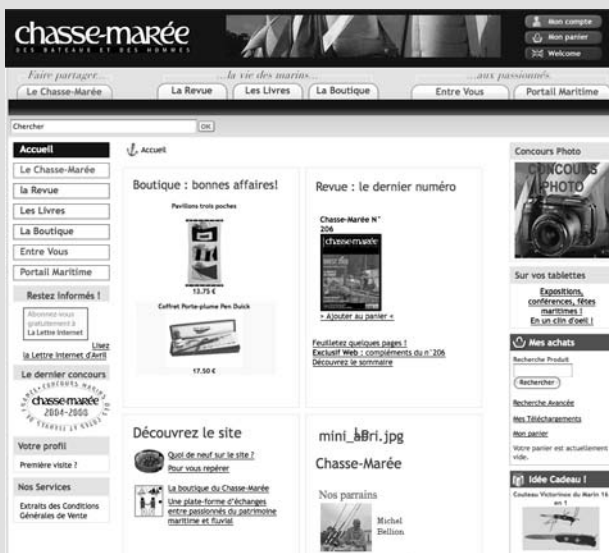 chasse-marée
DES BATEAUX ET DES HOMMES
Mon compte
Mon panier
Welcome
Faire partager...
...la vie des marins...
...aux passionnés
Le Chasse-Marée
La Revue
Les Livres
La Boutique
Entre Vous
Portail Maritime
Chercher
OK
Accueil
Le Chasse-Marée
la Revue
Les Livres
La Boutique
Entre Vous
Portail Maritime
Restez Informés !
Abonnez-vous
gratuitement à
La Lettre Internet
Lisez
la Lettre Internet d'Avril
Le dernier concours
chasse-marée
2004-2008
Votre profil
Première visite ?
Nos Services
Extraits des Conditions
Générales de Vente
Accueil
Boutique : bonnes affaires!
Pavillons trois poches
13.75 €
Coffret Porte-plume Pen Duick
17.50 €
Revue : le dernier numéro
Chasse-Marée N°
206
chasse-marée
> Ajouter au panier <
Feuilletez quelques pages !
Exclusif Web : compléments du n°206
Découvrez le sommaire
Découvrez le site
Quoi de neuf sur le site ?
Pour vous repérer
La boutique du Chasse-Marée
Une plate-forme d'échanges
entre passionnés du patrimoine
maritime et fluvial
mini_abri.jpg
Chasse-Marée
Nos parrains
Michel
Bellion
Concours Photo
CONCOURS
PHOTO
Sur vos tablettes
Expositions,
conférences, fêtes
maritimes !
En un clin d'oeil !
Mes achats
Recherche Produit
Rechercher
Recherche Avancée
Mes Téléchargements
Mon panier
Votre panier est actuellement
vide.
Idée Cadeau !
Couteau Victorinox du Marin 16
en 1